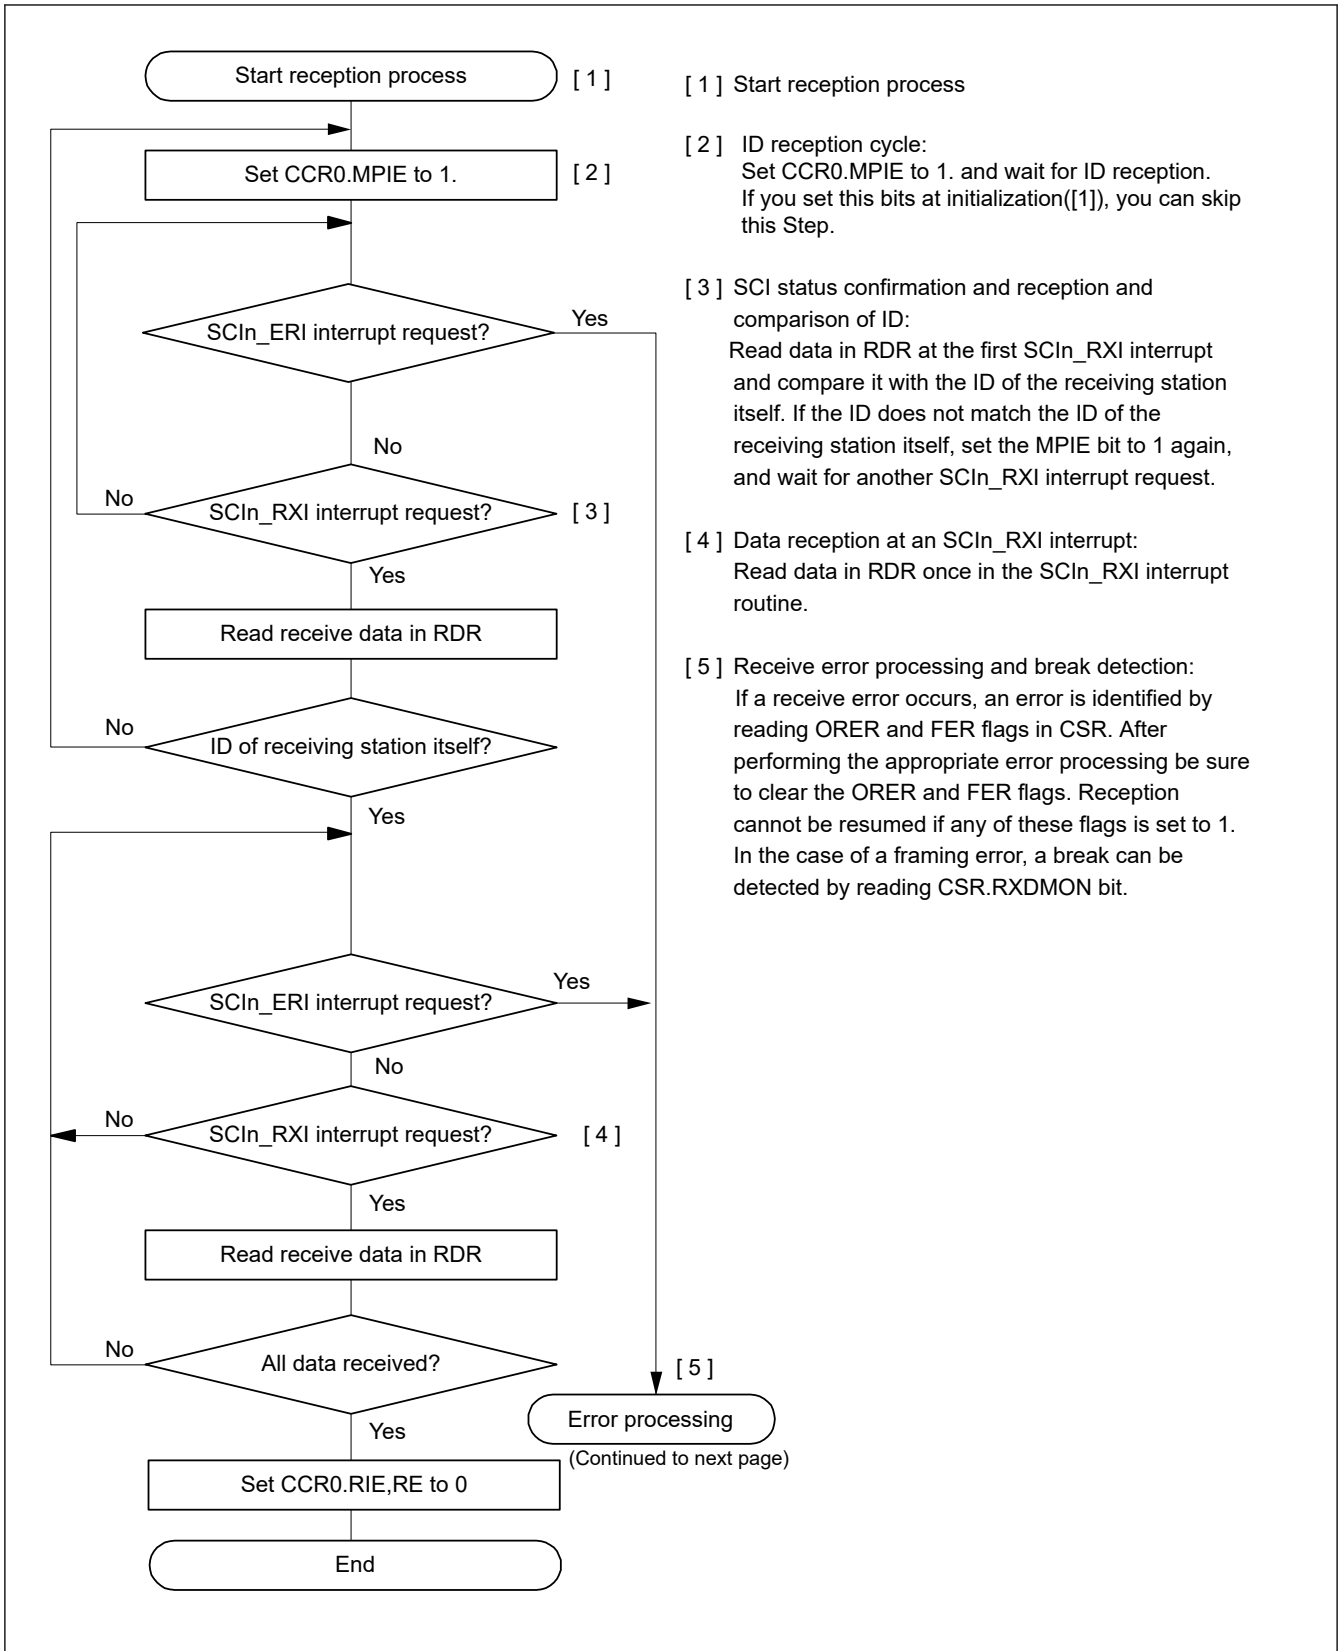 Start reception process
[ 1 ]
Set CCR0.MPIE to 1.
[ 2 ]
SCIn_ERI interrupt request?
Yes
No
No
SCIn_RXI interrupt request?
[ 3 ]
Yes
Read receive data in RDR
No
ID of receiving station itself?
Yes
SCIn_ERI interrupt request?
Yes
No
No
SCIn_RXI interrupt request?
[ 4 ]
Yes
Read receive data in RDR
No
All data received?
Yes
[ 5 ]
Error processing
(Continued to next page)
Set CCR0.RIE,RE to 0
End
[ 1 ] Start reception process
[ 2 ] ID reception cycle:
Set CCR0.MPIE to 1. and wait for ID reception.
If you set this bits at initialization([1]), you can skip
this Step.
[ 3 ] SCI status confirmation and reception and
comparison of ID:
Read data in RDR at the first SCIn_RXI interrupt
and compare it with the ID of the receiving station
itself. If the ID does not match the ID of the
receiving station itself, set the MPIE bit to 1 again,
and wait for another SCIn_RXI interrupt request.
[ 4 ] Data reception at an SCIn_RXI interrupt:
Read data in RDR once in the SCIn_RXI interrupt
routine.
[ 5 ] Receive error processing and break detection:
If a receive error occurs, an error is identified by
reading ORER and FER flags in CSR. After
performing the appropriate error processing be sure
to clear the ORER and FER flags. Reception
cannot be resumed if any of these flags is set to 1.
In the case of a framing error, a break can be
detected by reading CSR.RXDMON bit.